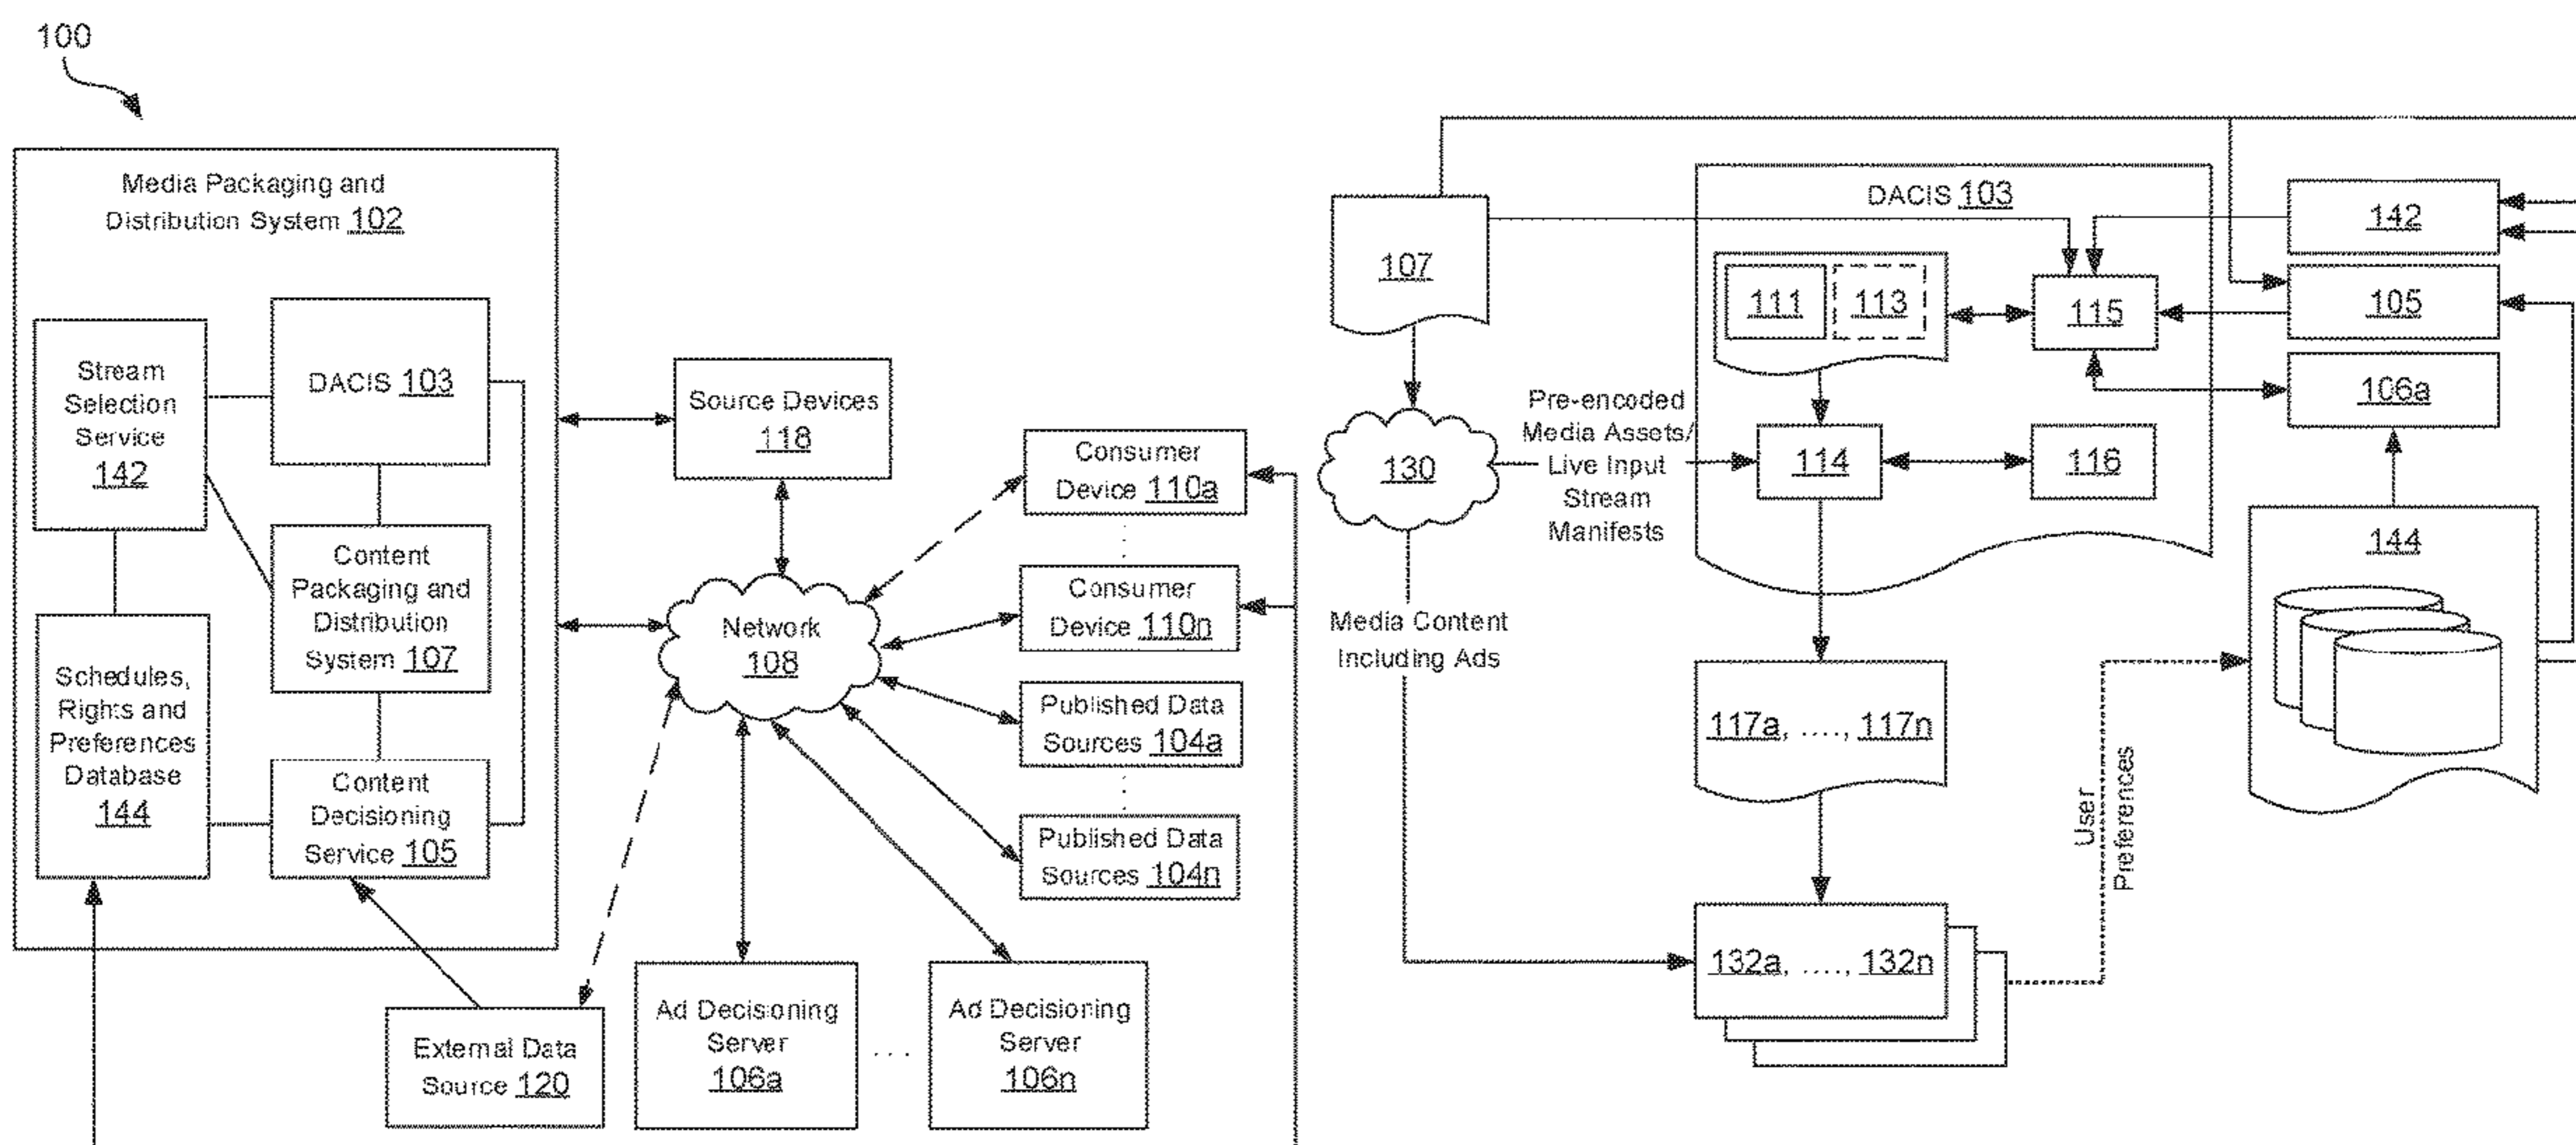 100
Media Packaging and
Distribution System 102
Stream
Selection
Service
142
DACIS 103
Content
Packaging and
Distribution
System 107
Schedules,
Rights and
Preferences
Database
144
Content
Decisioning
Service 105
Source Devices
118
Network
108
Consumer
Device 110a
Consumer
Device 110n
Published Data
Sources 104a
Published Data
Sources 104n
External Data
Source 120
Ad Decisioning
Server
106a
. . .
Ad Decisioning
Server
106n
107
130
Pre-encoded
Media Assets/
Live Input
Stream
Manifests
Media Content
Including Ads
DACIS 103
111
113
115
114
116
117a, ...., 117n
132a, ...., 132n
142
105
106a
144
User
Preferences